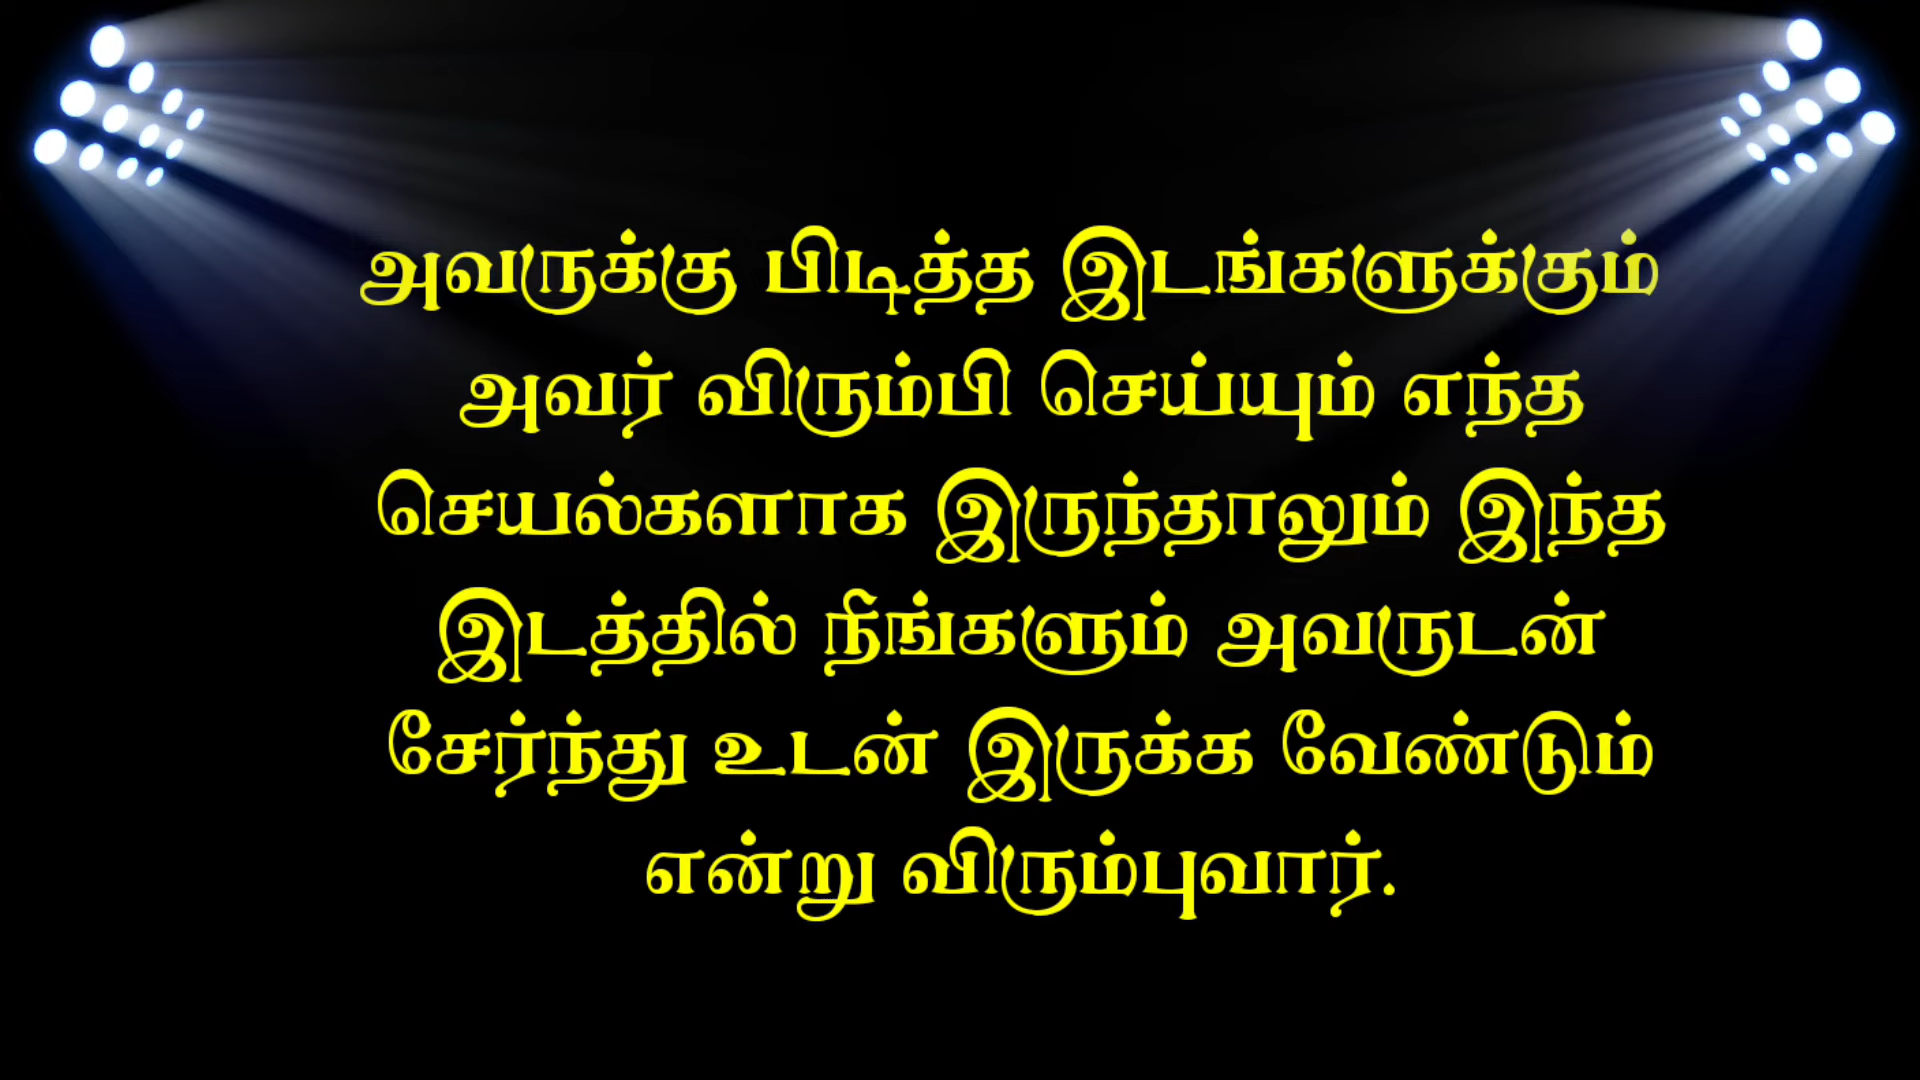 அவருக்கு பிடித்த இடங்களுக்கும்
அவர் விரும்பி செய்யும் எந்த
செயல்களாக இருந்தாலும் இந்த
இடத்தில் நீங்களும் அவருடன்
சேர்ந்து உடன் இருக்க வேண்டும்
என்று விரும்புவார்.